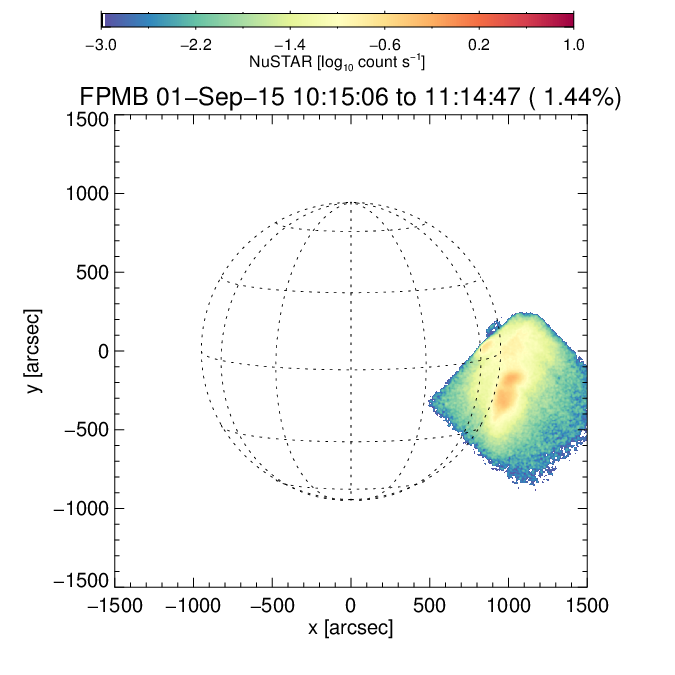 −3.0 −2.2 −1.4 −0.6 0.2 1.0
NuSTAR [log₁₀ count s⁻¹]
FPMB 01−Sep−15 10:15:06 to 11:14:47 ( 1.44%)
1500
1000
500
0
−500
−1000
−1500
y [arcsec]
−1500 −1000 −500 0 500 1000 1500
x [arcsec]